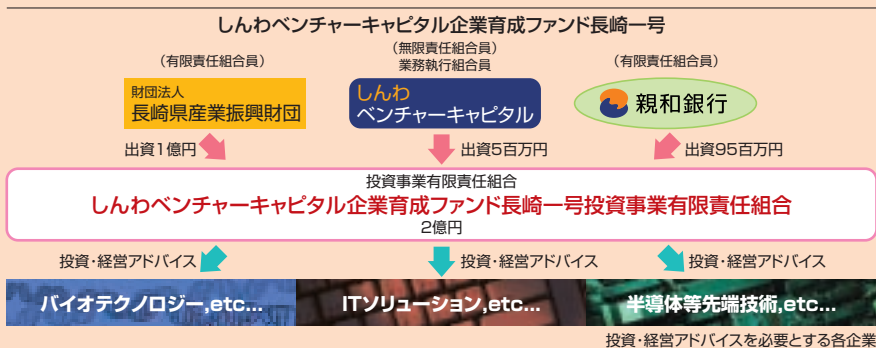 しんわベンチャーキャピタル企業育成ファンド長崎一号
（有限責任組合員）
（無限責任組合員）
業務執行組合員
（有限責任組合員）
財団法人
長崎県産業振興財団
しんわ
ベンチャーキャピタル
親和銀行
出資1億円
出資5百万円
出資95百万円
投資事業有限責任組合
しんわベンチャーキャピタル企業育成ファンド長崎一号投資事業有限責任組合
2億円
投資・経営アドバイス
投資・経営アドバイス
投資・経営アドバイス
バイオテクノロジー,etc...
ITソリューション,etc...
半導体等先端技術,etc...
投資・経営アドバイスを必要とする各企業